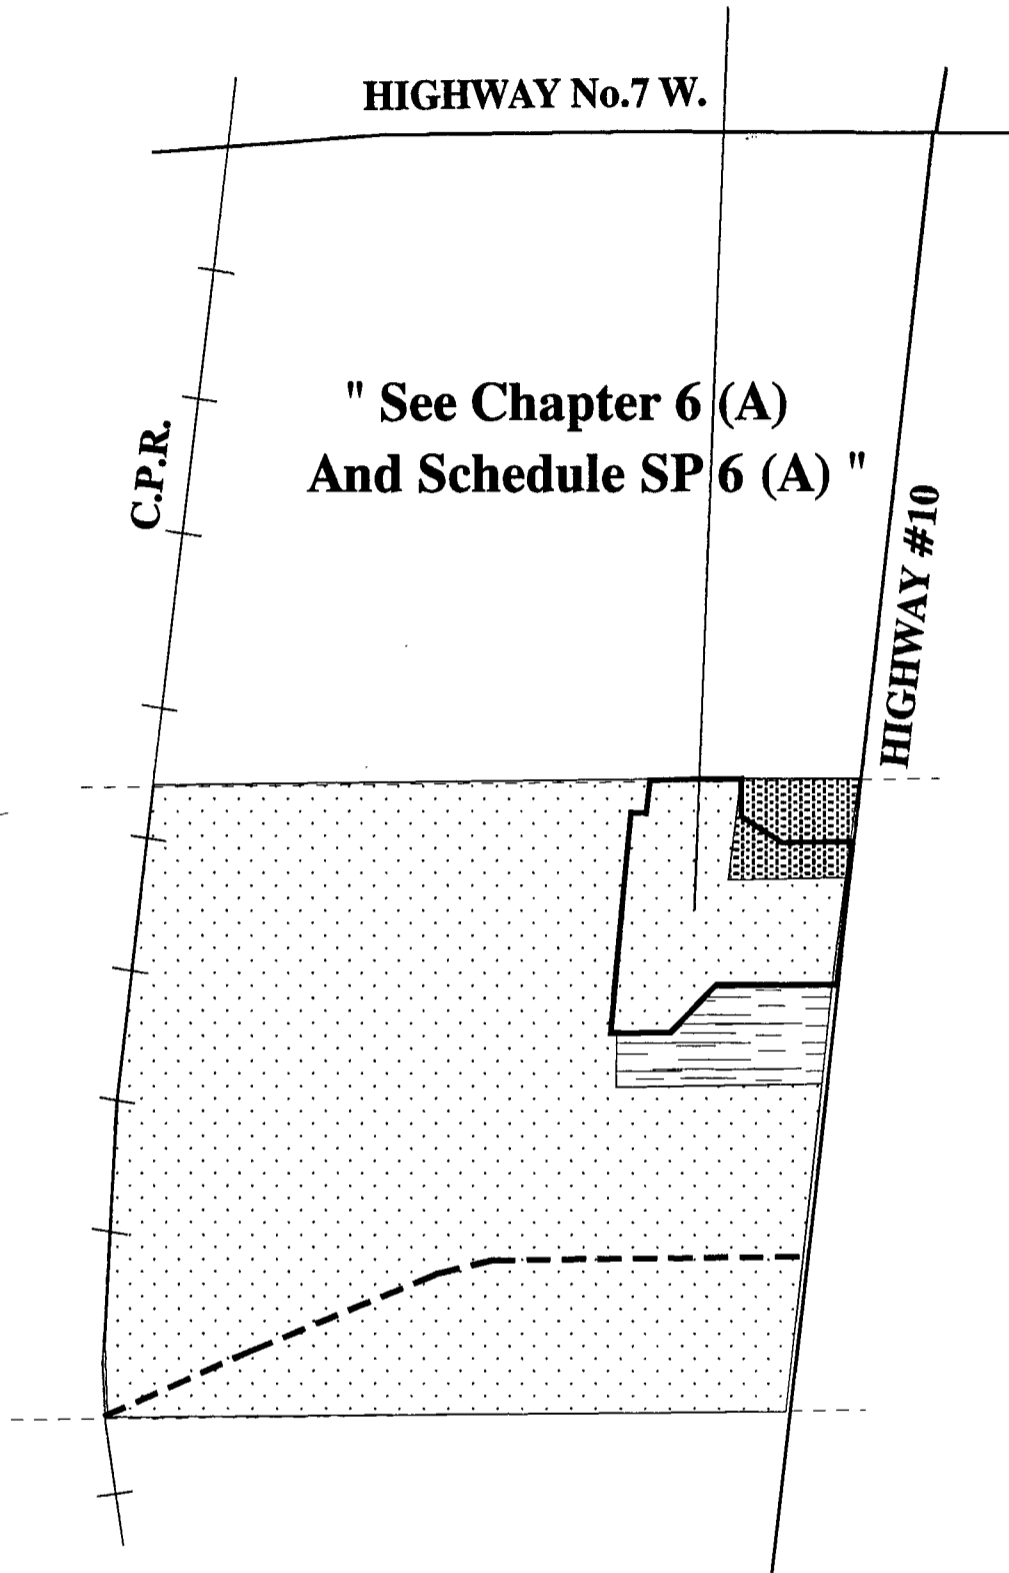 HIGHWAY No.7 W.
" See Chapter 6 (A)
And Schedule SP 6 (A) "
C.P.R.
HIGHWAY #10